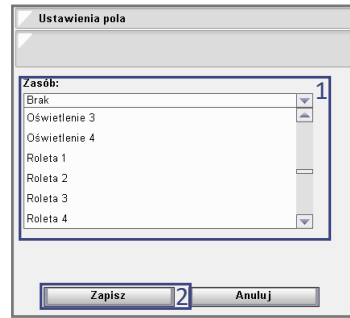 Ustawienia pola
Zasób:
Brak
1
Oświetlenie 3
Oświetlenie 4
Roleta 1
Roleta 2
Roleta 3
Roleta 4
Zapisz
2
Anuluj